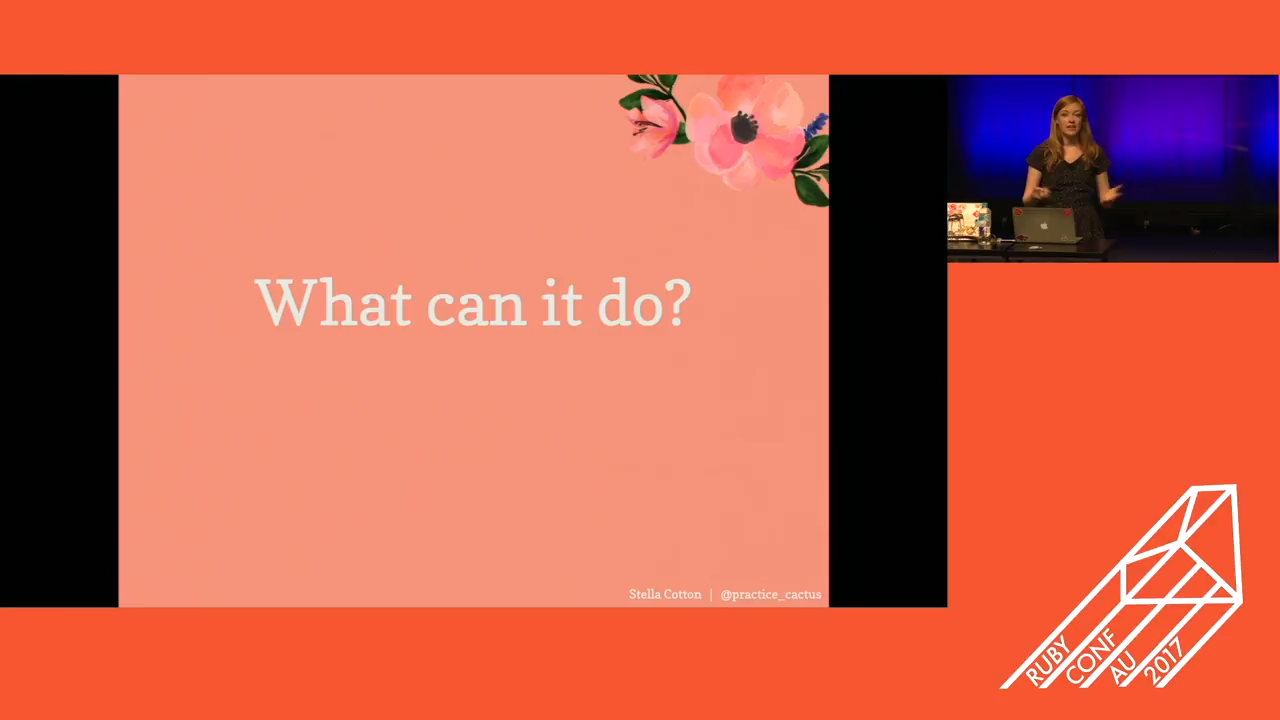 What can it do?
Stella Cotton | @practice_cactus
RUBY
CONF
AU
2017